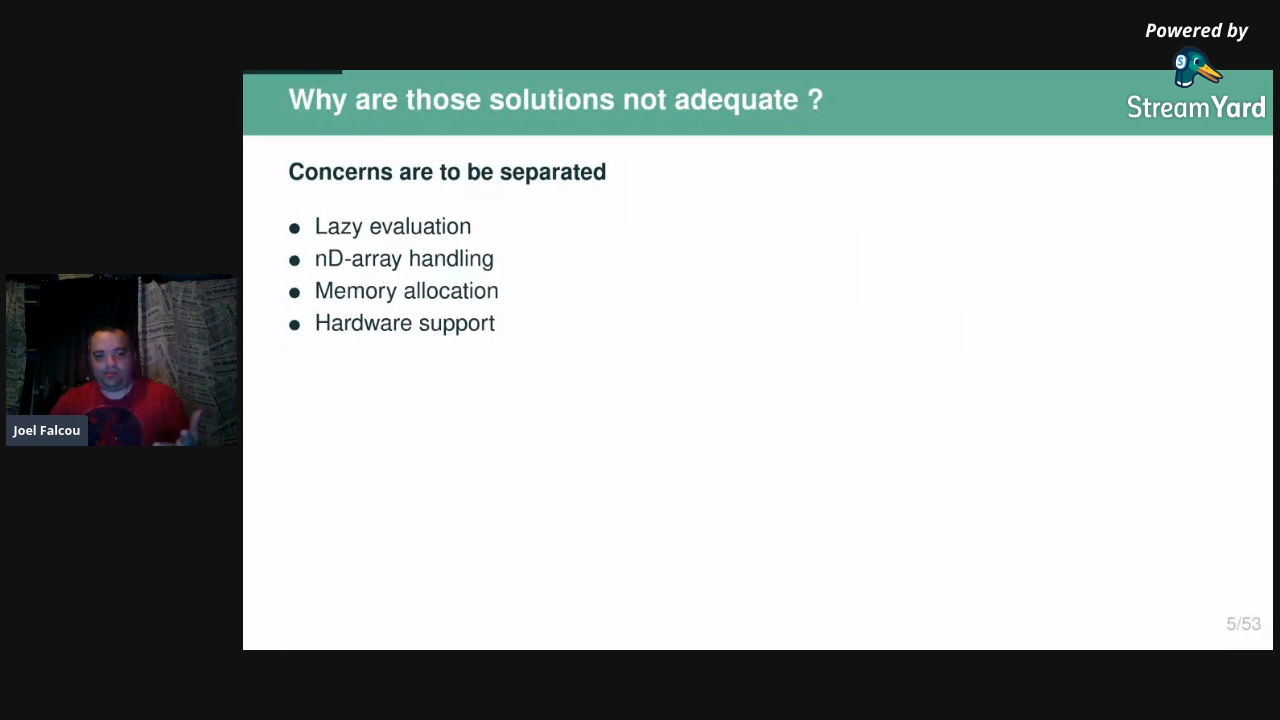 Powered by
StreamYard
Why are those solutions not adequate ?
Concerns are to be separated
● Lazy evaluation
● nD-array handling
● Memory allocation
● Hardware support
Joel Falcou
5/53